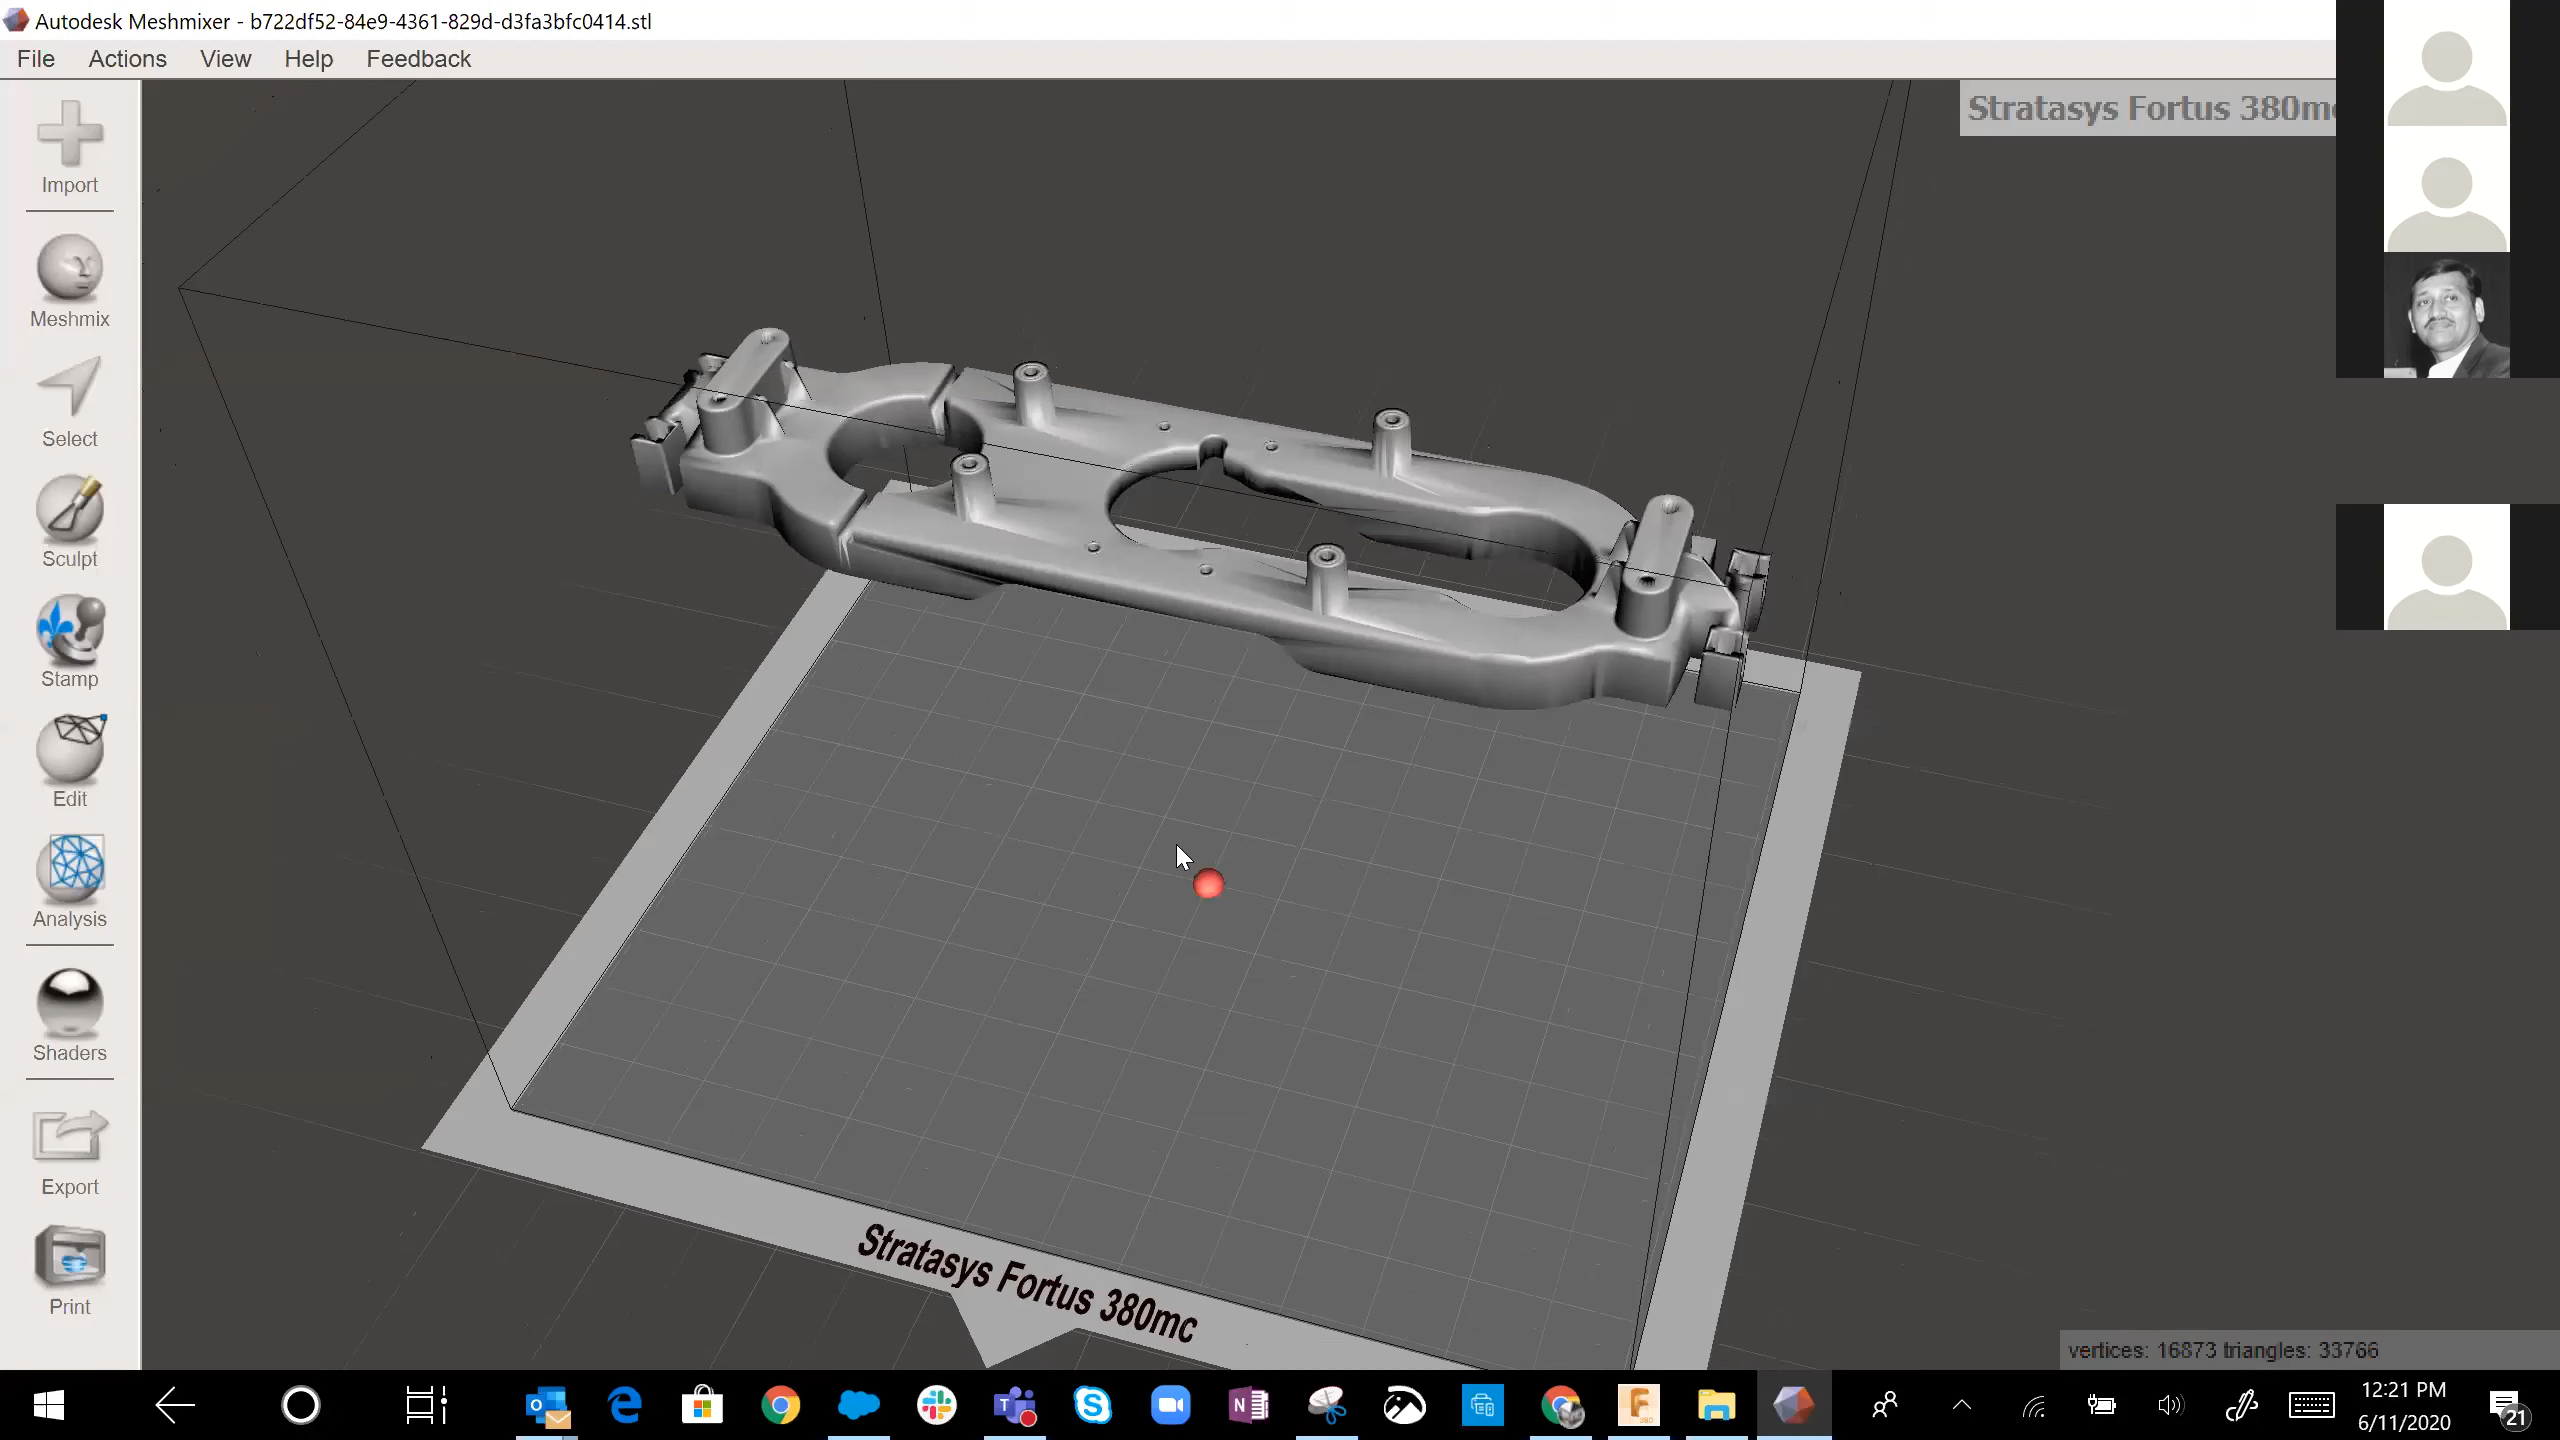 Autodesk Meshmixer - b722df52-84e9-4361-829d-d3fa3bfc0414.stl
File Actions View Help Feedback
Stratasys Fortus 380mc
Import
Meshmix
Select
Sculpt
Stamp
Edit
Analysis
Shaders
Export
Print
Stratasys Fortus 380mc
vertices: 16873 triangles: 33766
12:21 PM
6/11/2020
21